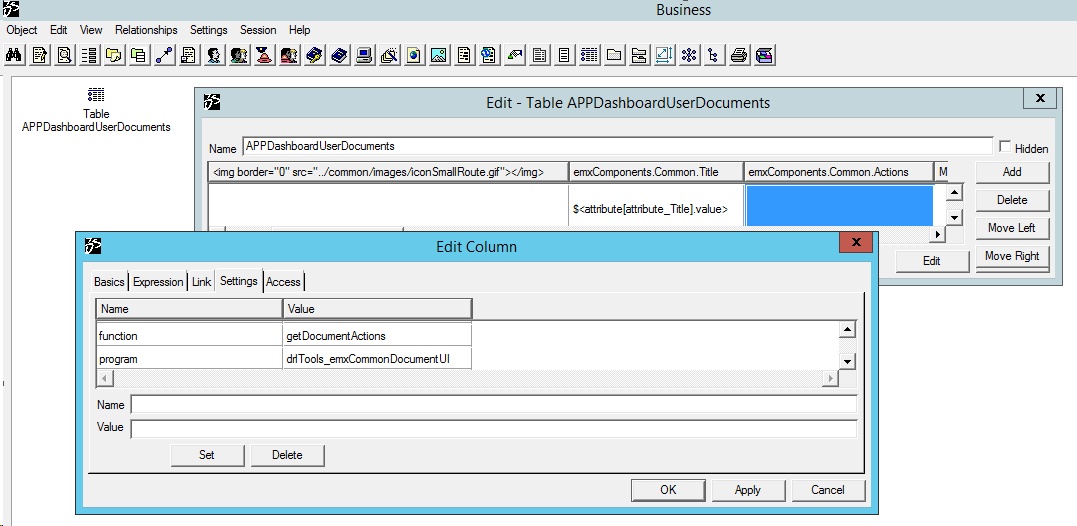 Business
Object Edit View Relationships Settings Session Help
Table
APPDashboardUserDocuments
Edit - Table APPDashboardUserDocuments
x
Name APPDashboardUserDocuments Hidden
<img border="0" src="../common/images/iconSmallRoute.gif"></img> emxComponents.Common.Title emxComponents.Common.Actions M
$<attribute[attribute_Title].value>
Add
Delete
Move Left
Edit Move Right
Edit Column
x
Basics Expression Link Settings Access
Name Value
function getDocumentActions
program drlTools_emxCommonDocumentUI
Name
Value
Set Delete
OK Apply Cancel